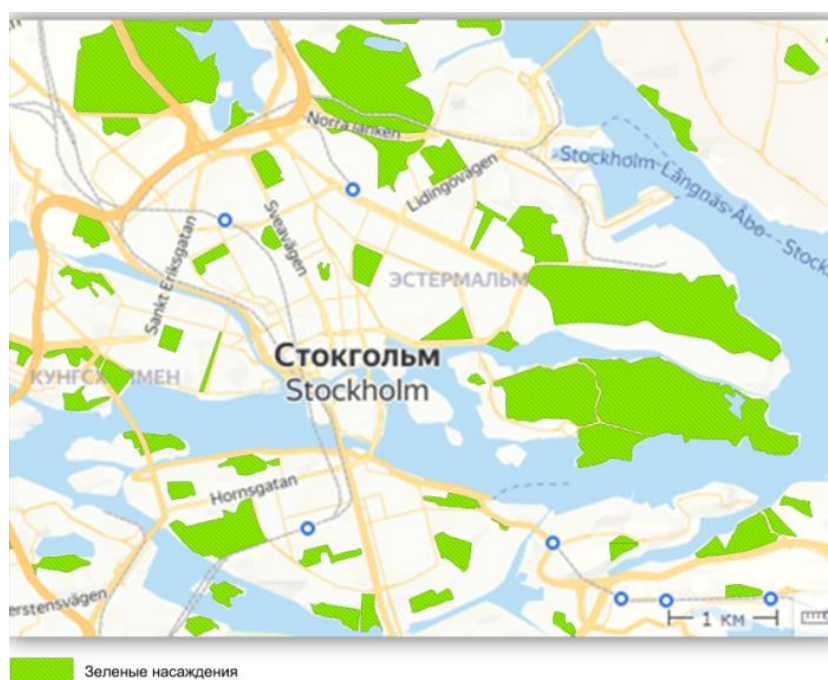 Norra länken
Stockholm-Långnäs-Åbo
Stock
Lidingövägen
Sveavägen
Sankt Eriksgatan
ЭСТЕРМАЛЬМ
Стокгольм
Stockholm
Hornsgatan
erstensvägen
1 км
Зеленые насаждения